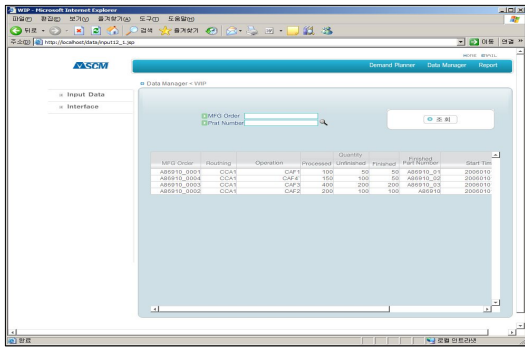 WIP - Microsoft Internet Explorer
파일(F) 편집(E) 보기(V) 즐겨찾기(A) 도구(T) 도움말(H)
뒤로 검색 즐겨찾기
주소(D) http://localhost/data/input12_1.jsp 이동 연결 »
HOME EMAIL
SCM
Demand Planner Data Manager Report
Input Data
Interface
Data Manager < WIP
MFG Order
Prat Number
조 회
Quantity
MFG Order Routhing Operation Processed Unfinished Finished Finished Part Number Start Tim
A86910_0001 CCA1 CAF1 100 50 50 A86910_01 2006010
A86910_0004 CCA1 CAF4 150 100 50 A86910_02 2006010
A86910_0003 CCA1 CAF3 400 200 200 A86910_03 2006010
A86910_0002 CCA1 CAF2 200 100 100 A86910 2006010
완료 로컬 인트라넷